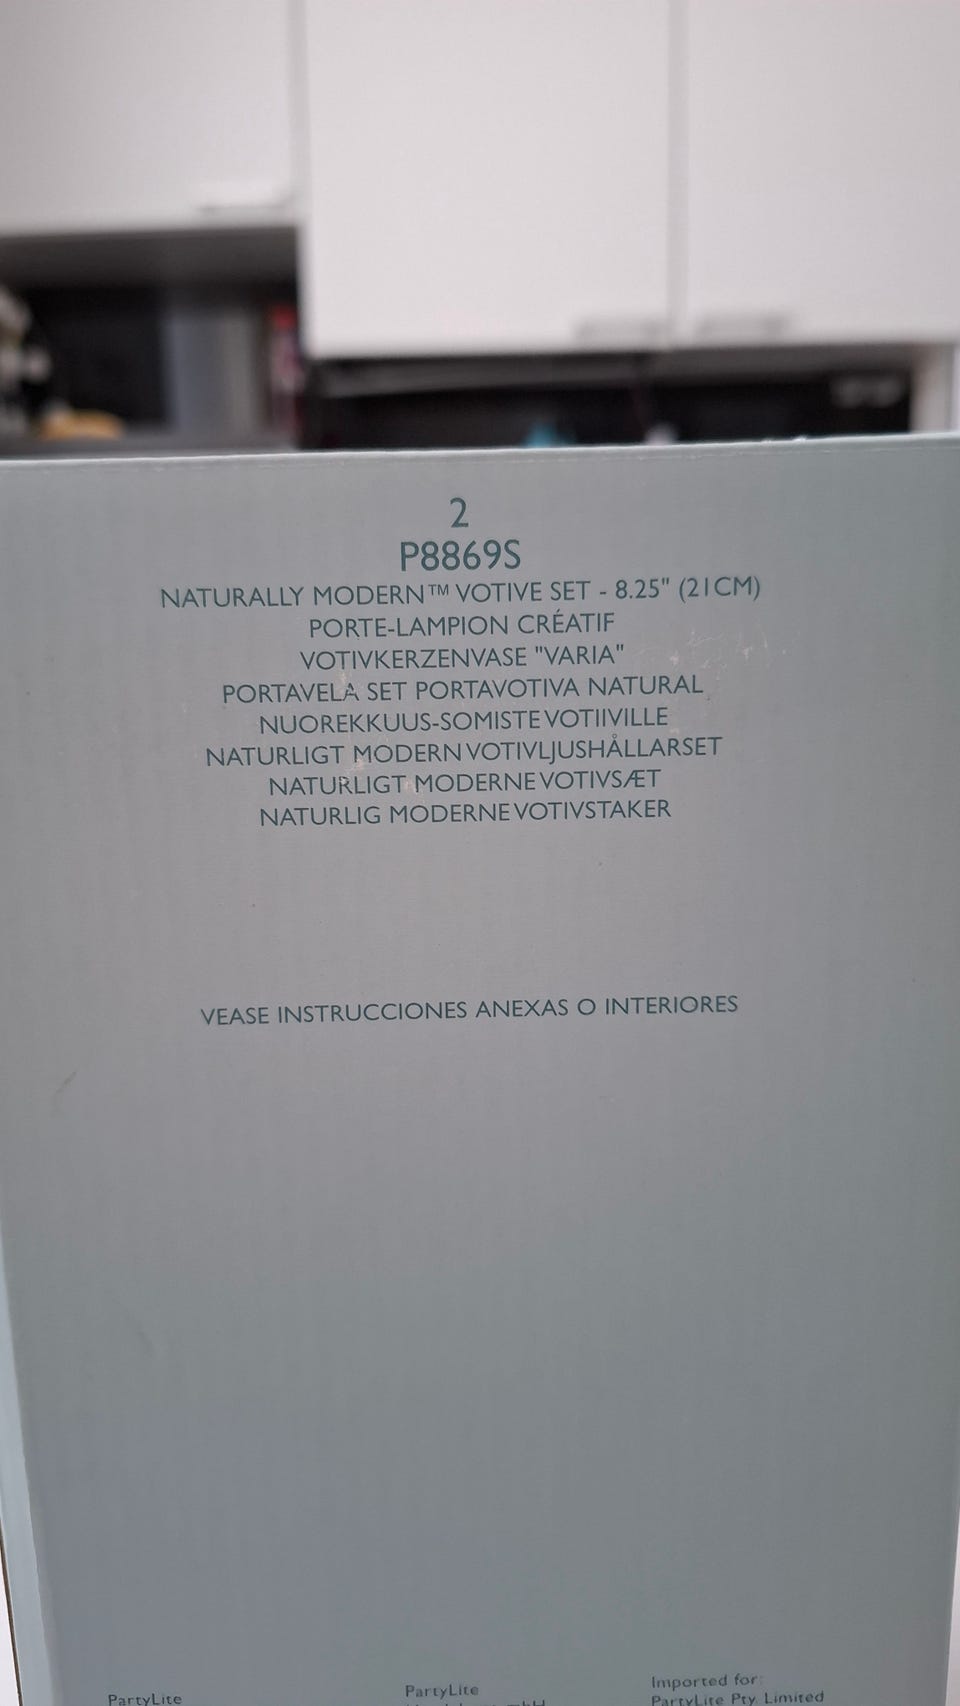 2
P8869S
NATURALLY MODERN™ VOTIVE SET - 8.25" (21CM)
PORTE-LAMPION CRÉATIF
VOTIVKERZENVASE "VARIA"
PORTAVELA SET PORTAVOTIVA NATURAL
NUOREKKUUS-SOMISTE VOTIIVILLE
NATURLIGT MODERN VOTIVLJUSHÅLLARSET
NATURLIGT MODERNE VOTIVSÆT
NATURLIG MODERNE VOTIVSTAKER
VEASE INSTRUCCIONES ANEXAS O INTERIORES
PartyLite
PartyLite
Imported for:
PartyLite Pty. Limited